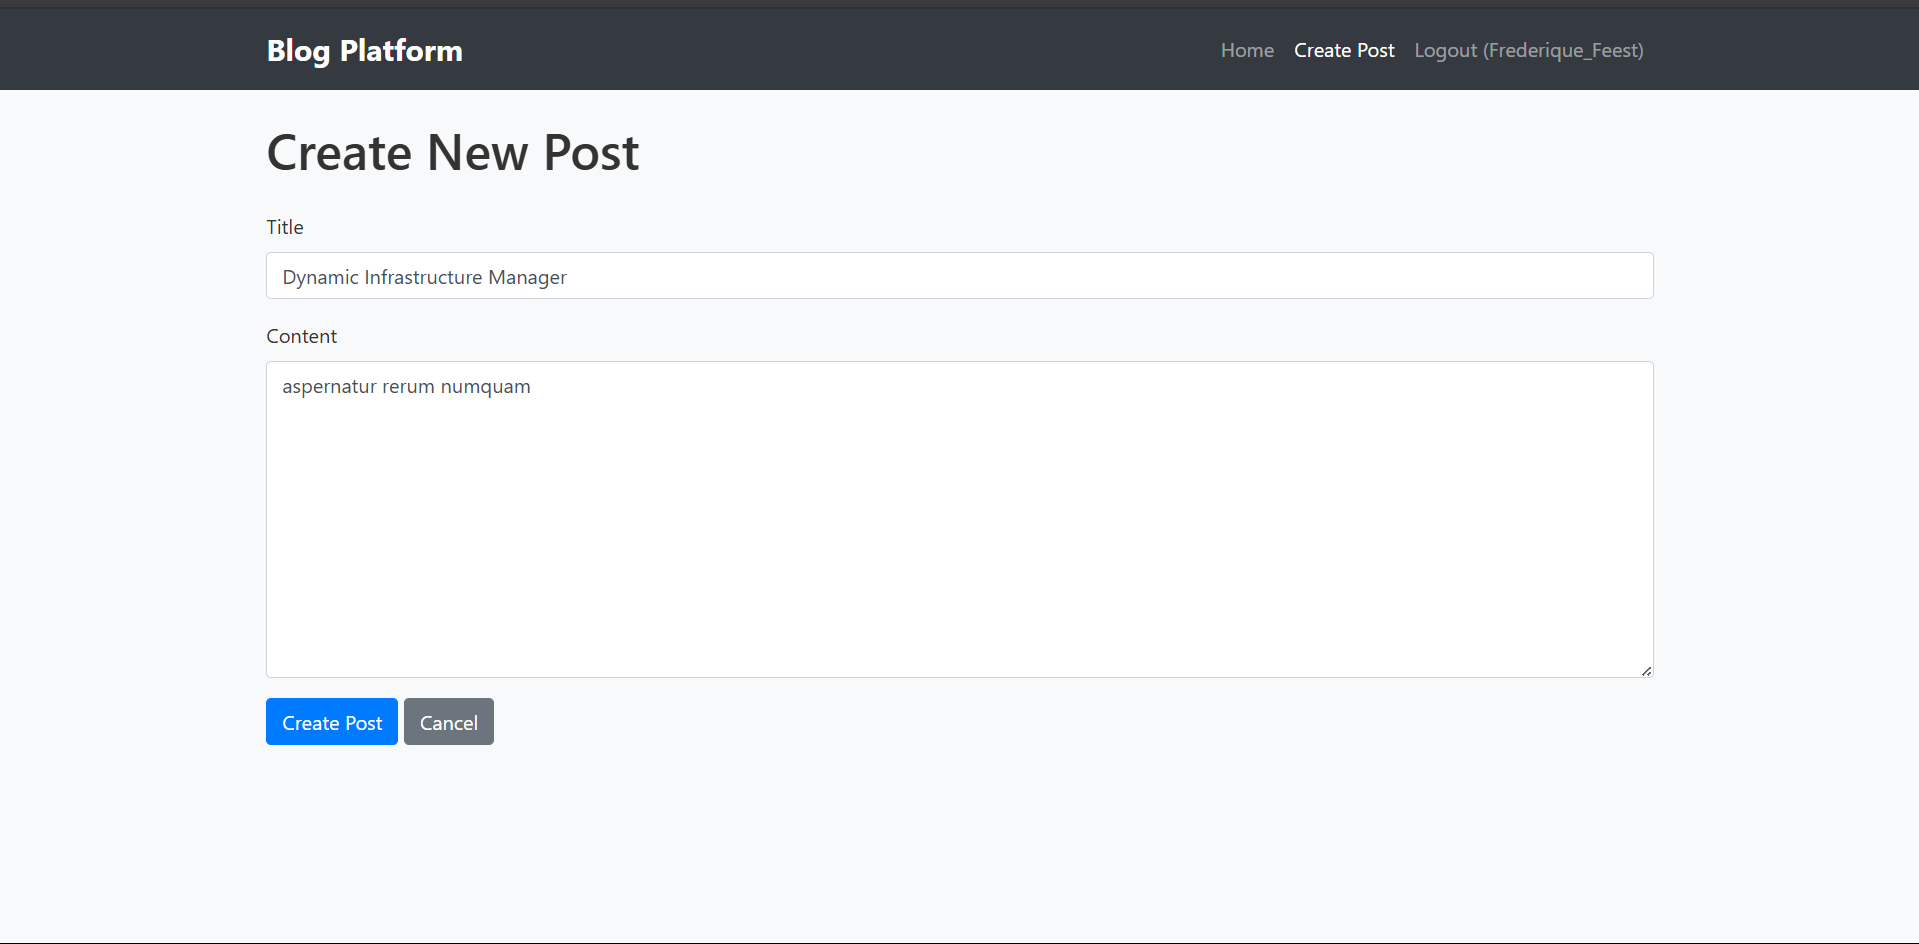 Blog Platform
Home Create Post Logout (Frederique_Feest)
Create New Post
Title
Dynamic Infrastructure Manager
Content
aspernatur rerum numquam
Create Post Cancel